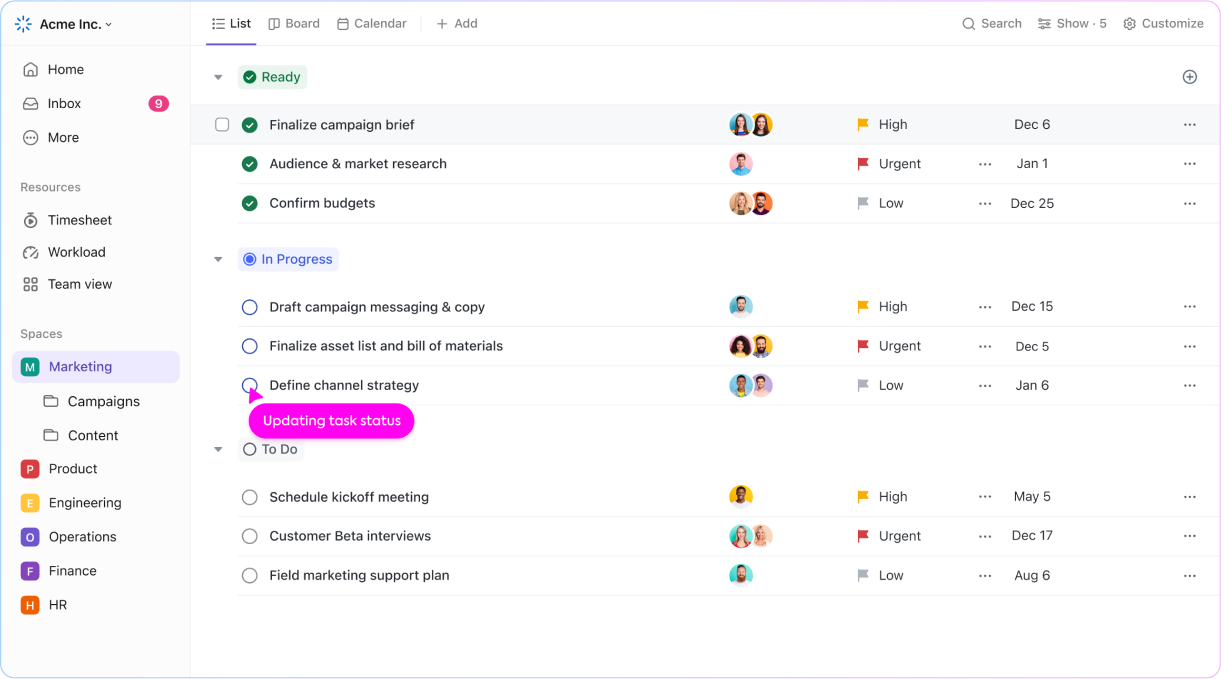 Acme Inc.
List Board Calendar Add Search Show · 5 Customize
Home
Inbox 9
More
Resources
Timesheet
Workload
Team view
Spaces
M Marketing
Campaigns
Content
P Product
E Engineering
O Operations
F Finance
H HR
Ready
Finalize campaign brief High Dec 6
Audience & market research Urgent Jan 1
Confirm budgets Low Dec 25
In Progress
Draft campaign messaging & copy High Dec 15
Finalize asset list and bill of materials Urgent Dec 5
Define channel strategy Low Jan 6
Updating task status
To Do
Schedule kickoff meeting High May 5
Customer Beta interviews Urgent Dec 17
Field marketing support plan Low Aug 6